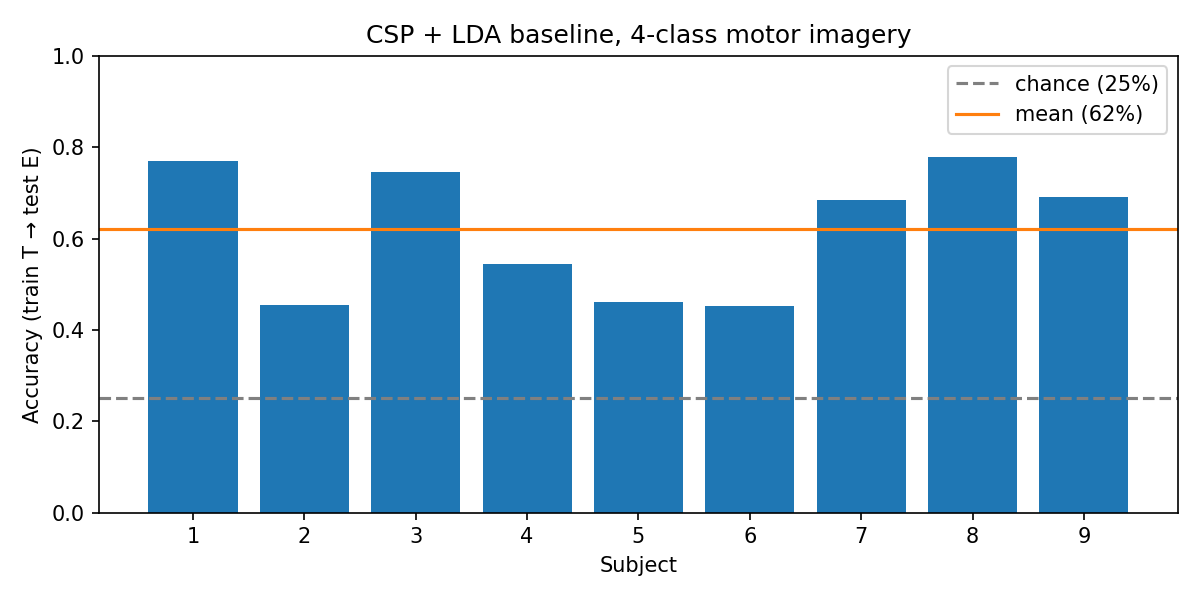 CSP + LDA baseline, 4-class motor imagery
1.0
chance (25%)
mean (62%)
0.8
0.6
0.4
0.2
0.0
Accuracy (train T → test E)
1 2 3 4 5 6 7 8 9
Subject